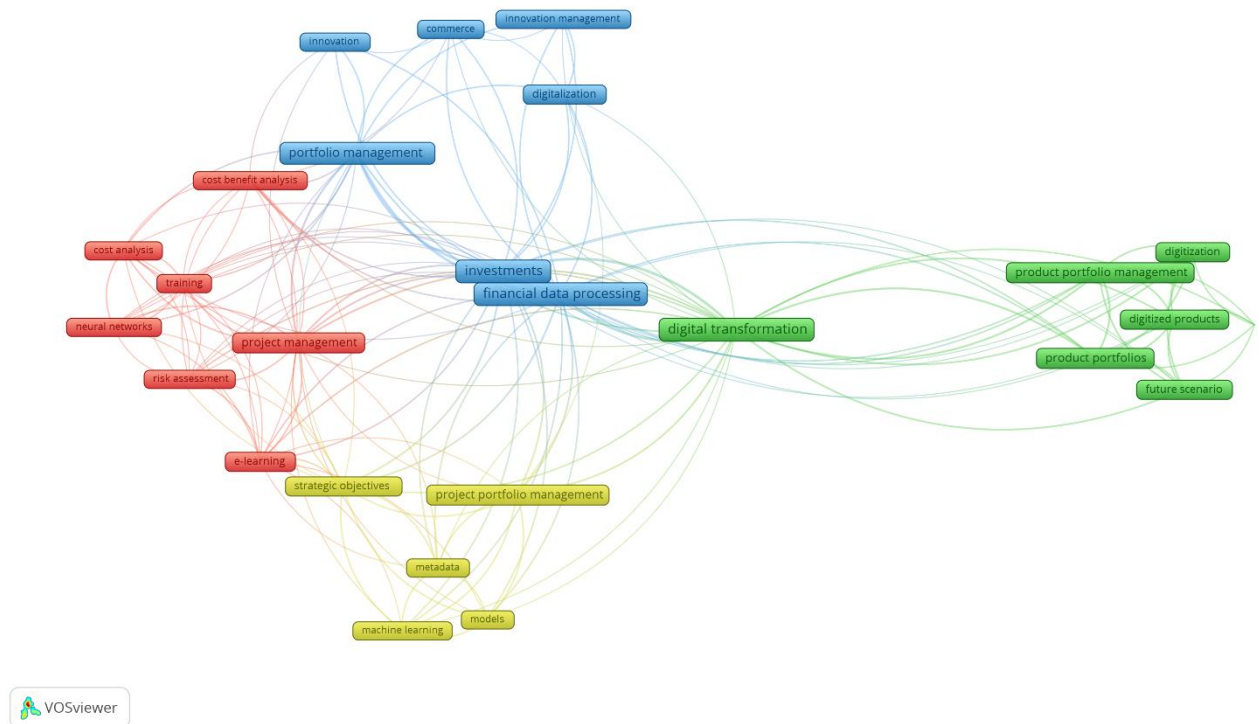 innovation management
commerce
innovation
digitalization
portfolio management
cost benefit analysis
cost analysis
digitization
investments
product portfolio management
training
financial data processing
digitized products
neural networks
digital transformation
project management
product portfolios
risk assessment
future scenario
e-learning
strategic objectives
project portfolio management
metadata
models
machine learning
VOSviewer